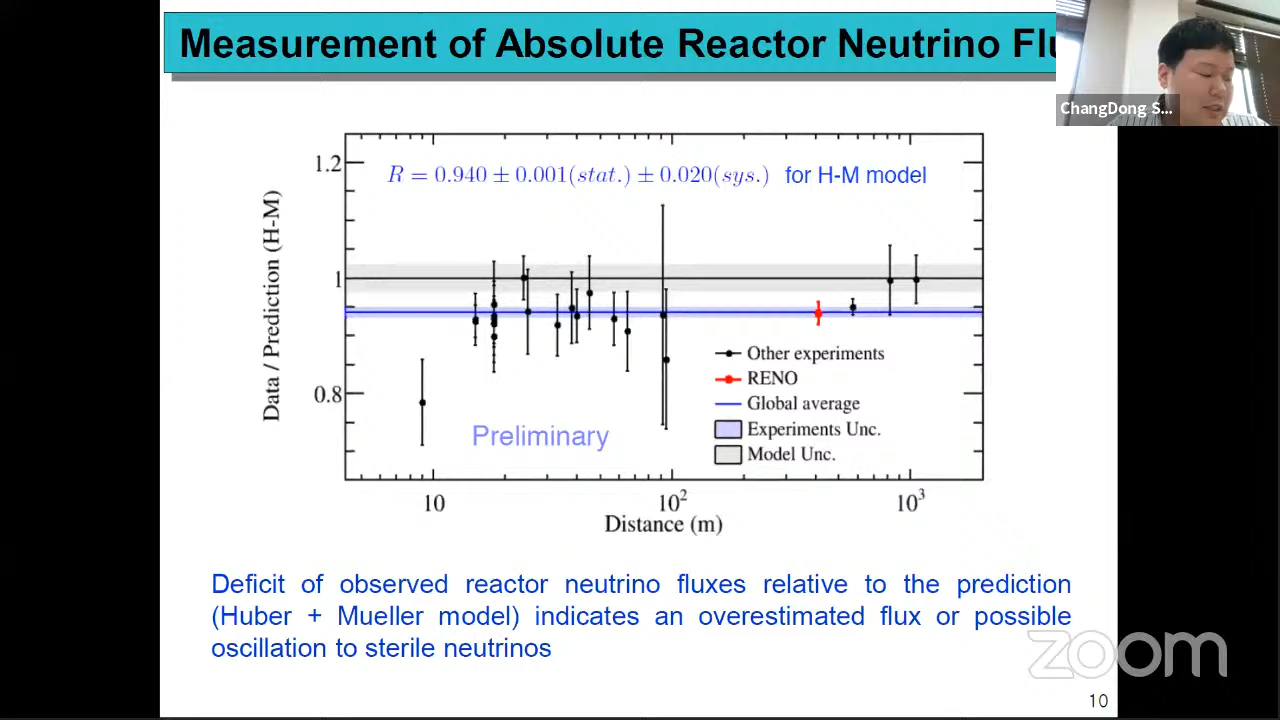 Measurement of Absolute Reactor Neutrino Flu
ChangDong S...
R = 0.940 ± 0.001(stat.) ± 0.020(sys.) for H-M model
1.2
1
0.8
Data / Prediction (H-M)
Other experiments
RENO
Global average
Experiments Unc.
Model Unc.
Preliminary
10
10²
10³
Distance (m)
Deficit of observed reactor neutrino fluxes relative to the prediction
(Huber + Mueller model) indicates an overestimated flux or possible
oscillation to sterile neutrinos
zoom
10